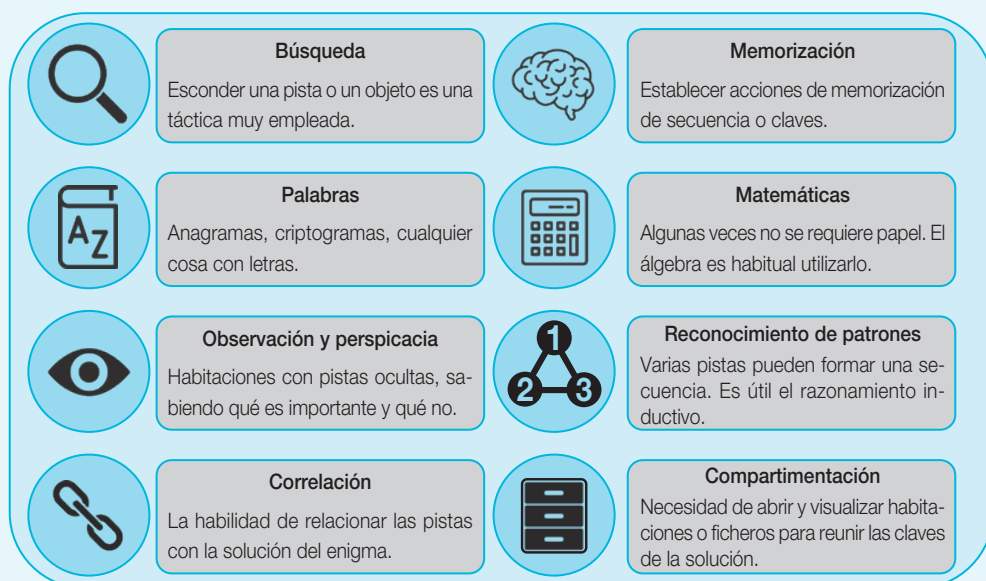 Búsqueda
Esconder una pista o un objeto es una
táctica muy empleada.
Memorización
Establecer acciones de memorización
de secuencia o claves.
A
Z
Palabras
Anagramas, criptogramas, cualquier
cosa con letras.
Matemáticas
Algunas veces no se requiere papel. El
álgebra es habitual utilizarlo.
Observación y perspicacia
Habitaciones con pistas ocultas, sa-
biendo qué es importante y qué no.
1
2 3
Reconocimiento de patrones
Varias pistas pueden formar una se-
cuencia. Es útil el razonamiento in-
ductivo.
Correlación
La habilidad de relacionar las pistas
con la solución del enigma.
Compartimentación
Necesidad de abrir y visualizar habita-
ciones o ficheros para reunir las claves
de la solución.